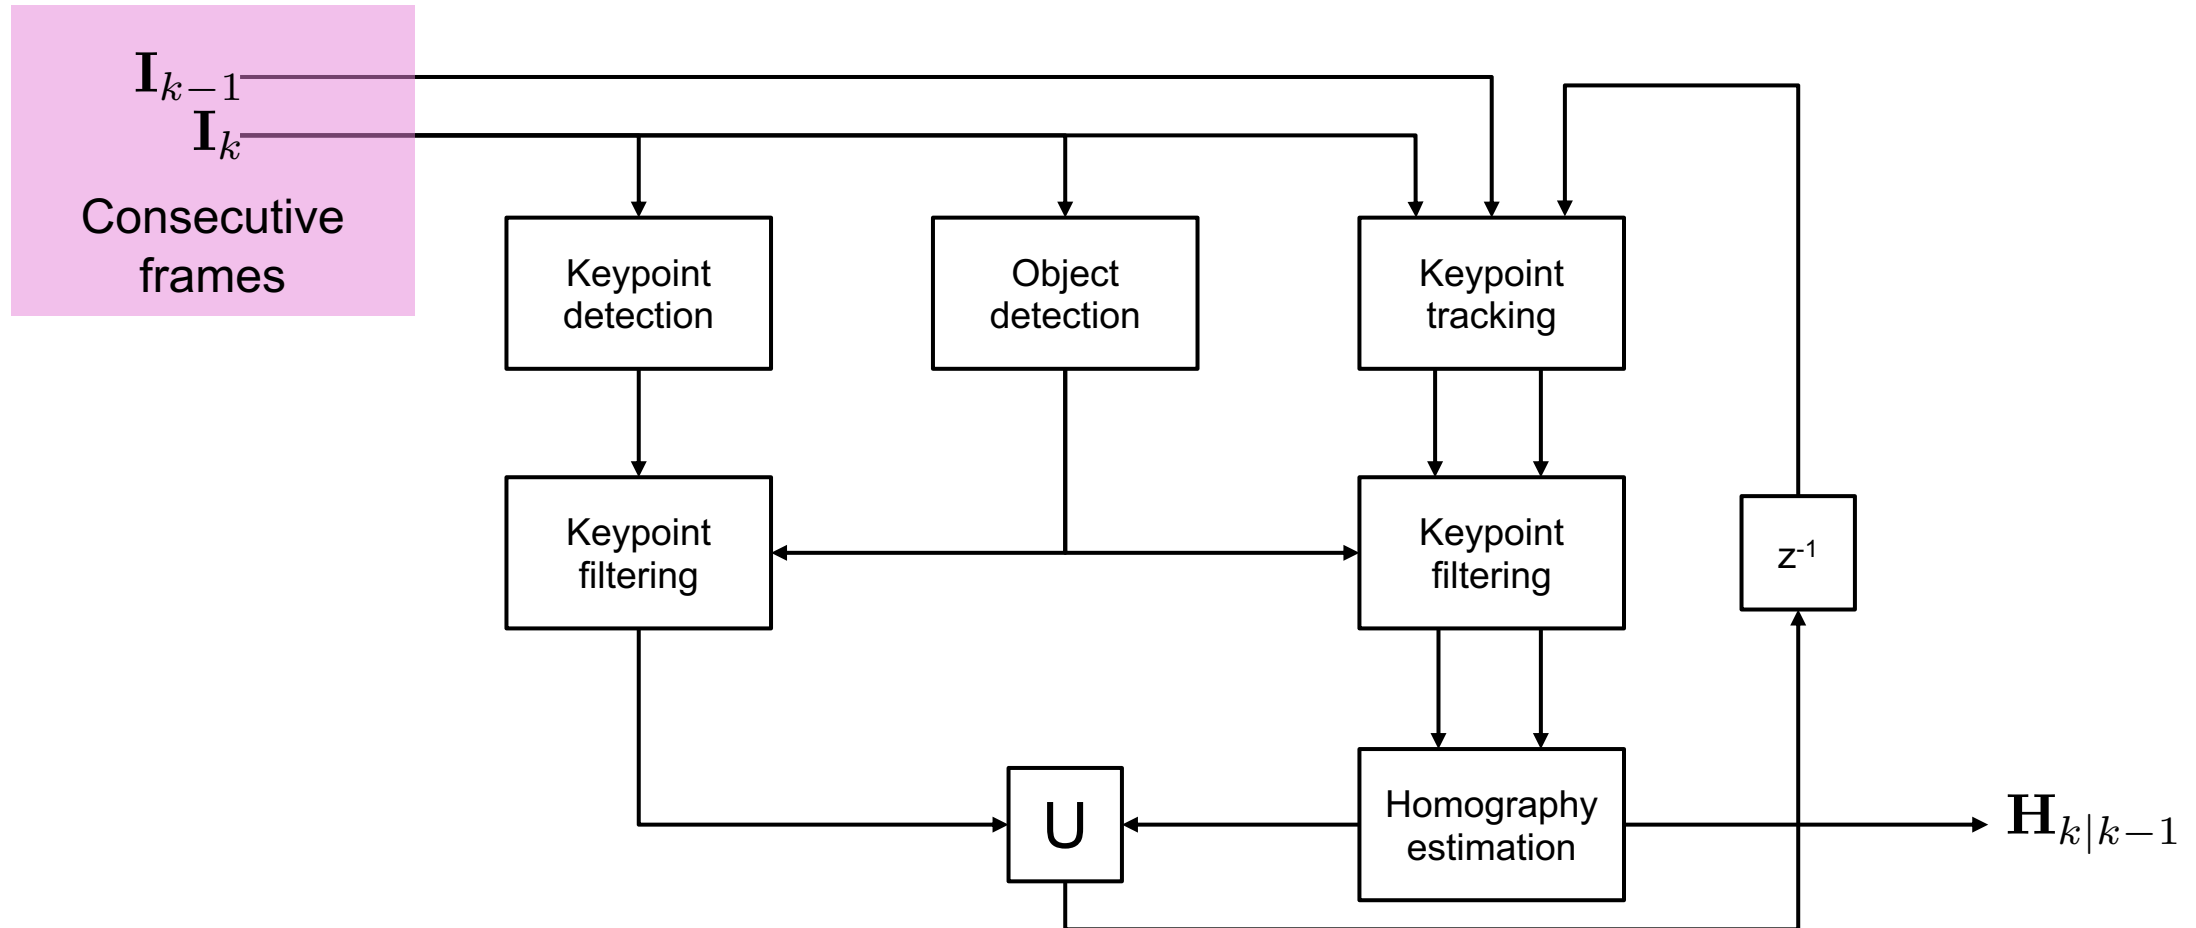 I_{k-1}
I_k
Consecutive
frames
Keypoint
detection
Object
detection
Keypoint
tracking
Keypoint
filtering
Keypoint
filtering
z^{-1}
U
Homography
estimation
H_{k|k-1}